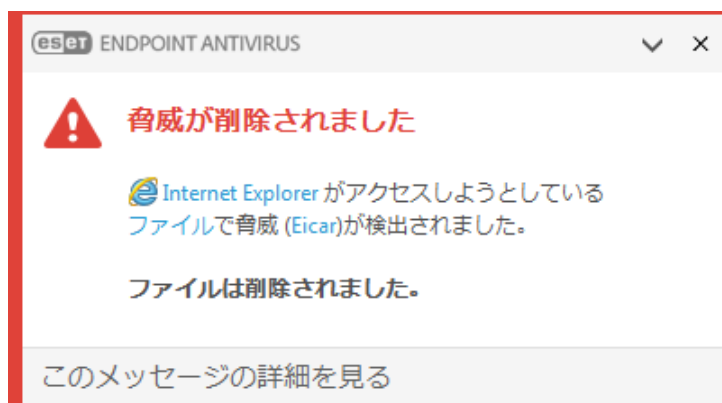 eset ENDPOINT ANTIVIRUS
脅威が削除されました
Internet Explorer がアクセスしようとしている
ファイルで脅威 (Eicar)が検出されました。
ファイルは削除されました。
このメッセージの詳細を見る